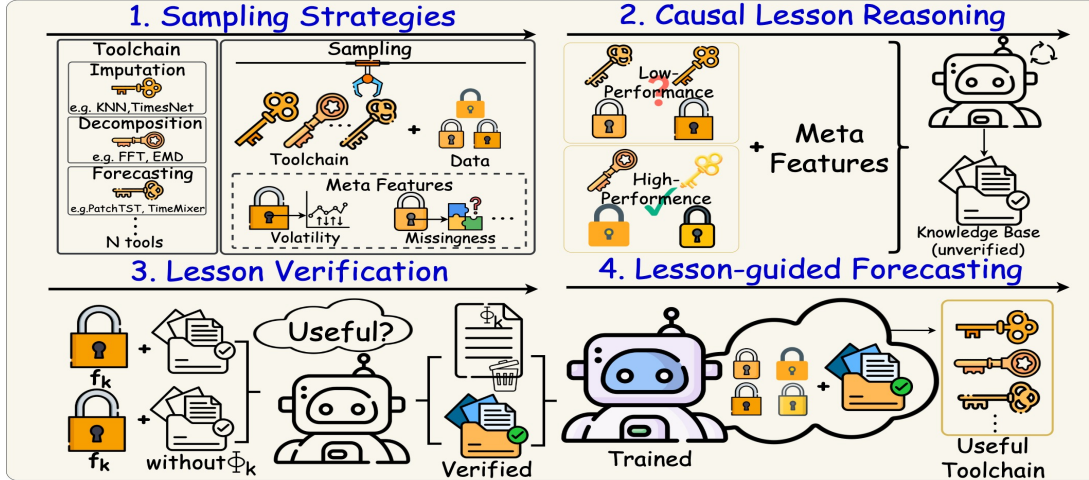 1. Sampling Strategies
Toolchain
Imputation
e.g. KNN,TimesNet
Decomposition
e.g. FFT, EMD
Forecasting
e.g.PatchTST, TimeMixer
N tools
Sampling
Toolchain
+
Data
Meta Features
Volatility
?
Missingness
2. Causal Lesson Reasoning
Low-
Performance
?
High-
Performence
+
Meta
Features
Knowledge Base
(unverified)
3. Lesson Verification
+
fk
+
fk
without Φk
Useful?
Φk
Verified
4. Lesson-guided Forecasting
Trained
+
Useful
Toolchain